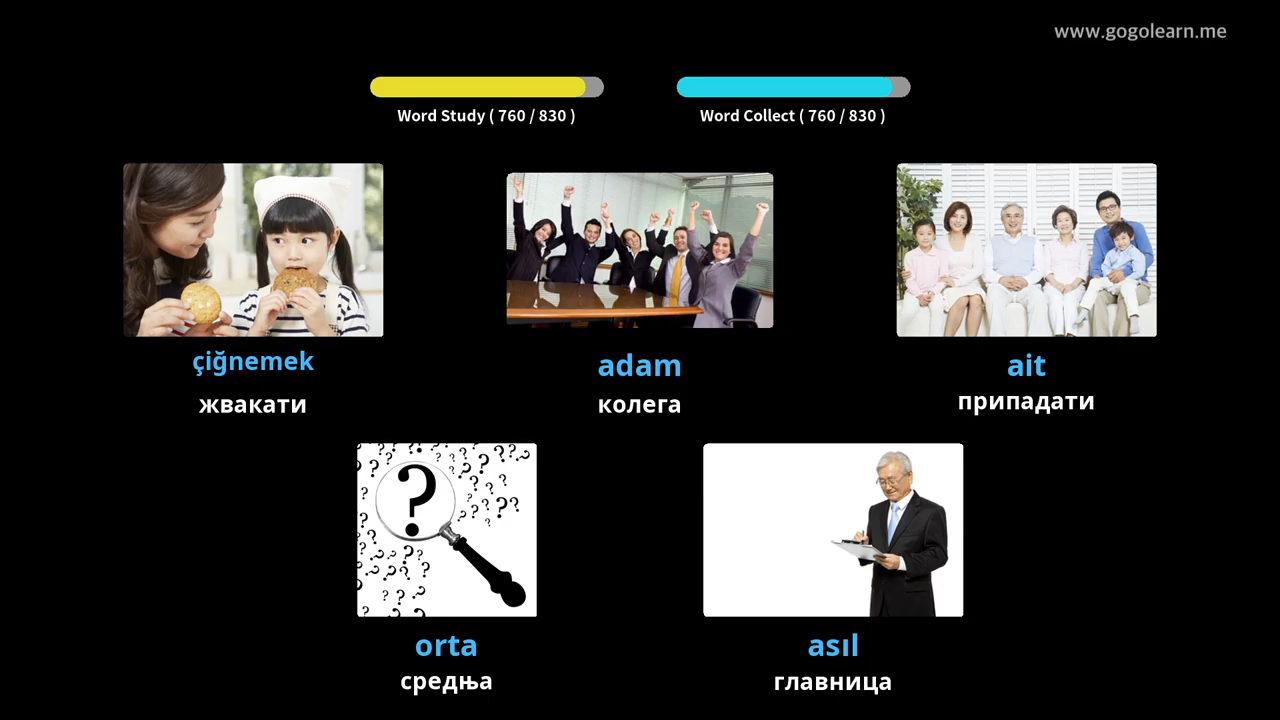 www.gogolearn.me
Word Study ( 760 / 830 )
Word Collect ( 760 / 830 )
çiğnemek
жвакати
adam
колега
ait
припадати
orta
средња
asıl
главница